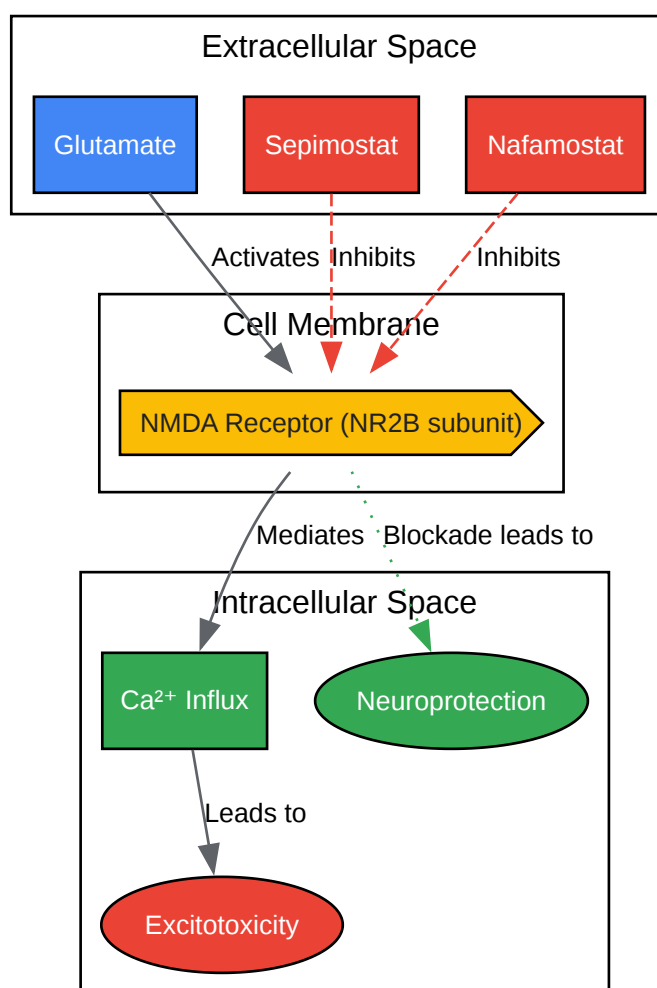 Extracellular Space
Glutamate
Sepimostat
Nafamostat
Activates
Inhibits
Inhibits
Cell Membrane
NMDA Receptor (NR2B subunit)
Mediates
Blockade leads to
Intracellular Space
Ca²⁺ Influx
Neuroprotection
Leads to
Excitotoxicity